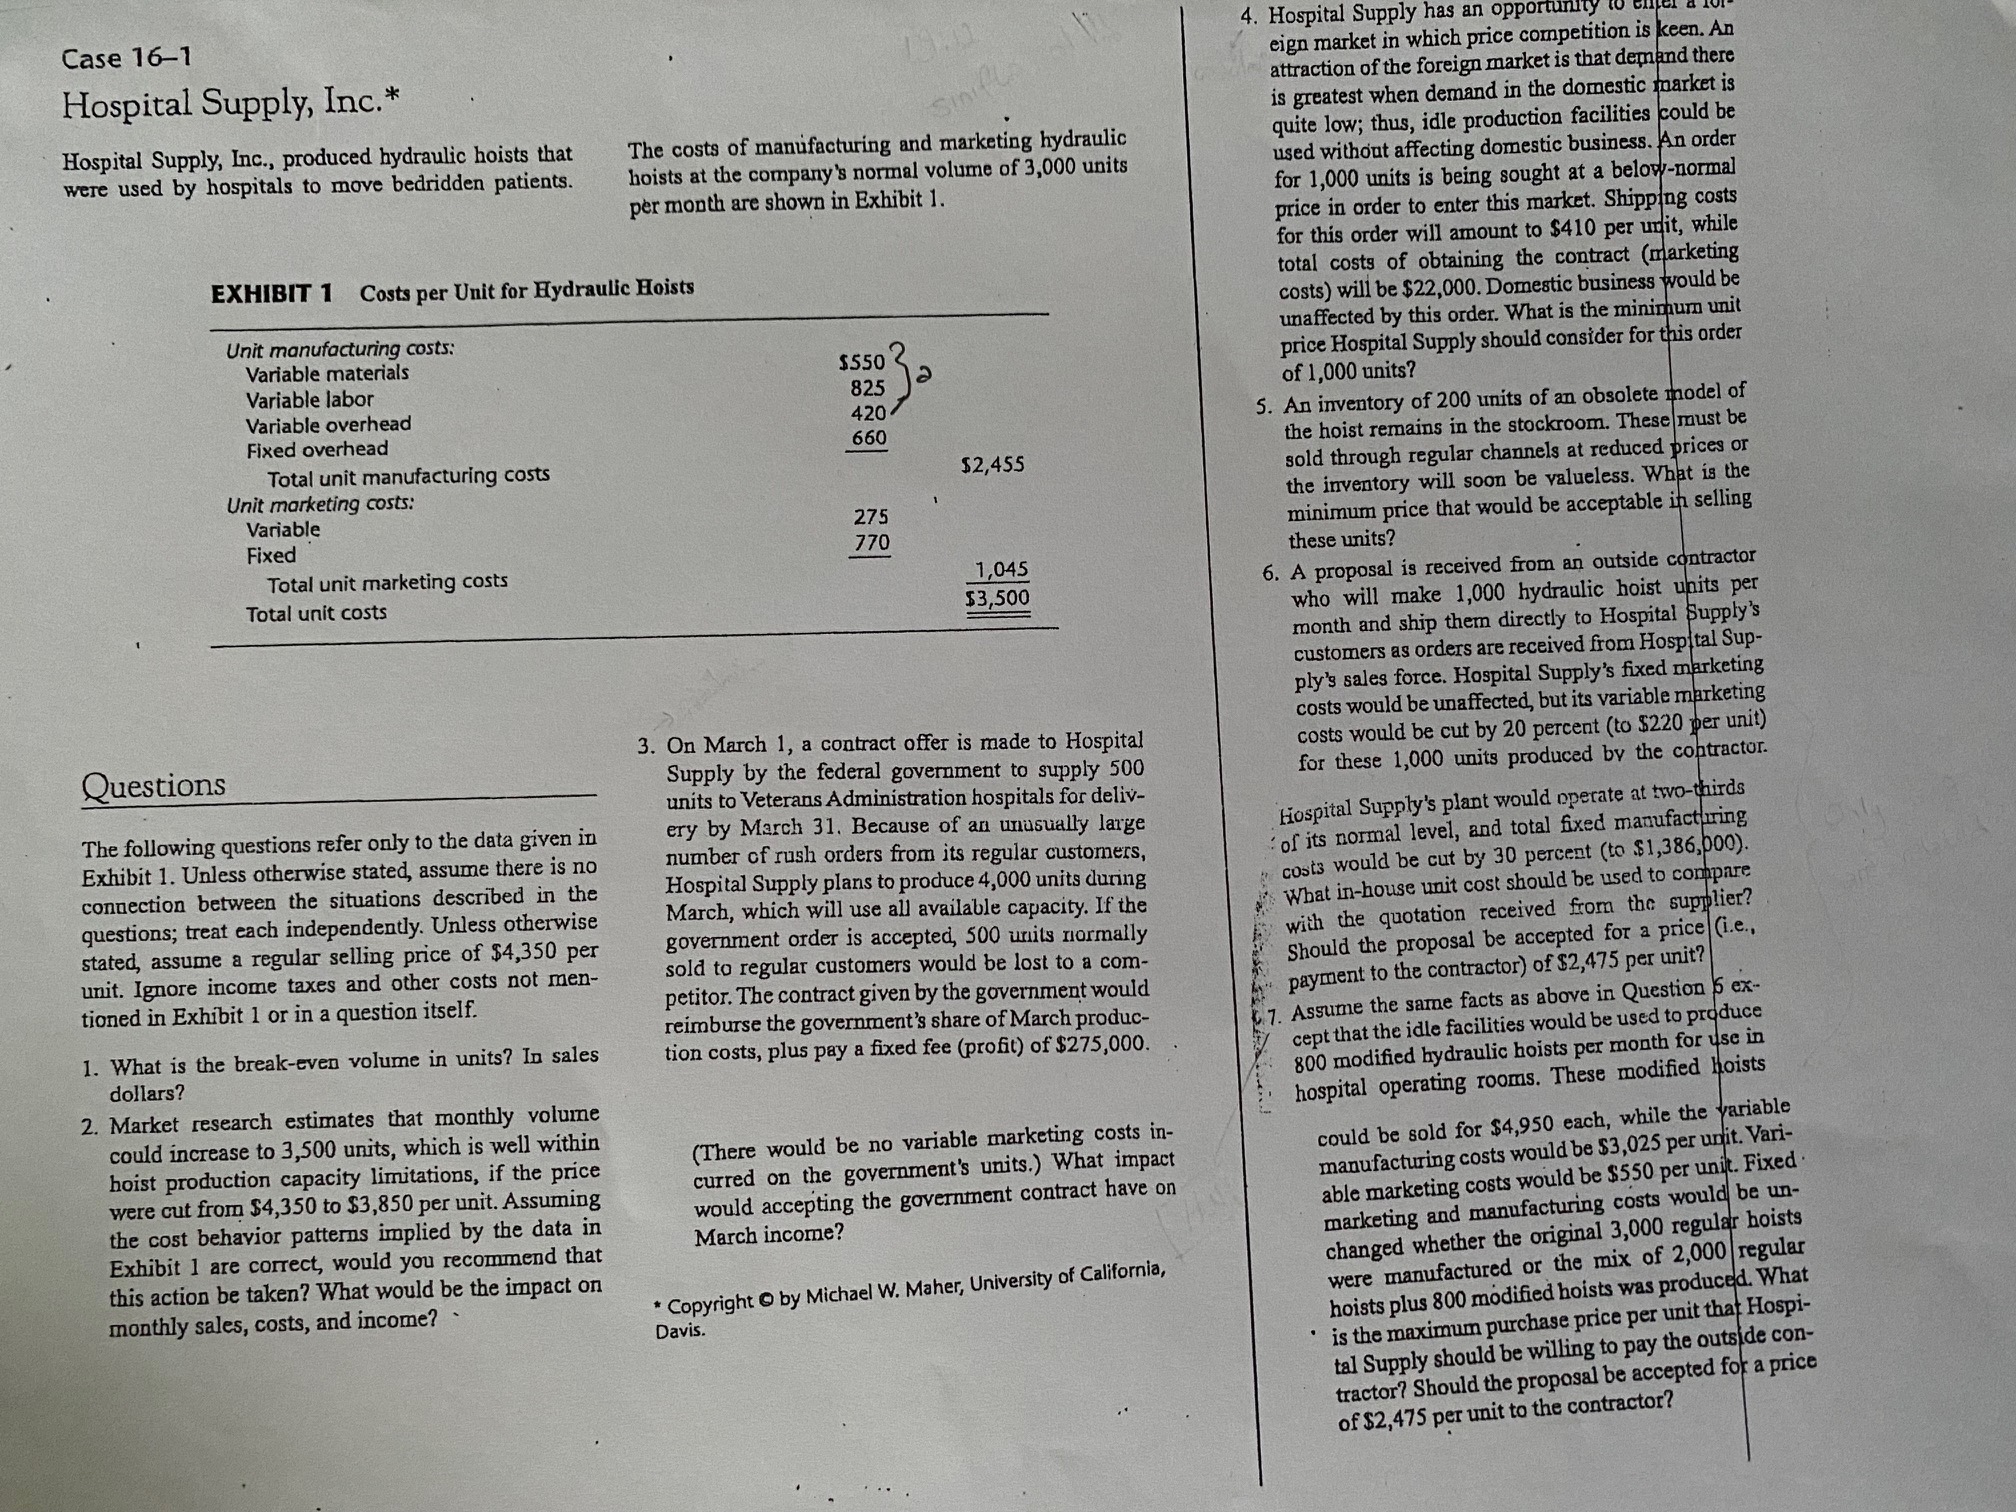 Case 16–1
Hospital Supply, Inc.*
Hospital Supply, Inc., produced hydraulic hoists that
were used by hospitals to move bedridden patients.
The costs of manufacturing and marketing hydraulic
hoists at the company's normal volume of 3,000 units
per month are shown in Exhibit 1.
EXHIBIT 1 Costs per Unit for Hydraulic Hoists
Unit manufacturing costs:
Variable materials $550
Variable labor 825
Variable overhead 420
Fixed overhead 660
Total unit manufacturing costs $2,455
Unit marketing costs:
Variable 275
Fixed 770
Total unit marketing costs 1,045
Total unit costs $3,500
Questions
The following questions refer only to the data given in
Exhibit 1. Unless otherwise stated, assume there is no
connection between the situations described in the
questions; treat each independently. Unless otherwise
stated, assume a regular selling price of $4,350 per
unit. Ignore income taxes and other costs not men-
tioned in Exhibit 1 or in a question itself.
1. What is the break-even volume in units? In sales
dollars?
2. Market research estimates that monthly volume
could increase to 3,500 units, which is well within
hoist production capacity limitations, if the price
were cut from $4,350 to $3,850 per unit. Assuming
the cost behavior patterns implied by the data in
Exhibit 1 are correct, would you recommend that
this action be taken? What would be the impact on
monthly sales, costs, and income?
3. On March 1, a contract offer is made to Hospital
Supply by the federal government to supply 500
units to Veterans Administration hospitals for deliv-
ery by March 31. Because of an unusually large
number of rush orders from its regular customers,
Hospital Supply plans to produce 4,000 units during
March, which will use all available capacity. If the
government order is accepted, 500 units normally
sold to regular customers would be lost to a com-
petitor. The contract given by the government would
reimburse the government's share of March produc-
tion costs, plus pay a fixed fee (profit) of $275,000.
(There would be no variable marketing costs in-
curred on the government's units.) What impact
would accepting the government contract have on
March income?
* Copyright © by Michael W. Maher, University of California,
Davis.
4. Hospital Supply has an opportunity to enter a for-
eign market in which price competition is keen. An
attraction of the foreign market is that demand there
is greatest when demand in the domestic market is
quite low; thus, idle production facilities could be
used without affecting domestic business. An order
for 1,000 units is being sought at a below-normal
price in order to enter this market. Shipping costs
for this order will amount to $410 per unit, while
total costs of obtaining the contract (marketing
costs) will be $22,000. Domestic business would be
unaffected by this order. What is the minimum unit
price Hospital Supply should consider for this order
of 1,000 units?
5. An inventory of 200 units of an obsolete model of
the hoist remains in the stockroom. These must be
sold through regular channels at reduced prices or
the inventory will soon be valueless. What is the
minimum price that would be acceptable in selling
these units?
6. A proposal is received from an outside contractor
who will make 1,000 hydraulic hoist units per
month and ship them directly to Hospital Supply's
customers as orders are received from Hospital Sup-
ply's sales force. Hospital Supply's fixed marketing
costs would be unaffected, but its variable marketing
costs would be cut by 20 percent (to $220 per unit)
for these 1,000 units produced by the contractor.
Hospital Supply's plant would operate at two-thirds
of its normal level, and total fixed manufacturing
costs would be cut by 30 percent (to $1,386,000).
What in-house unit cost should be used to compare
with the quotation received from the supplier?
Should the proposal be accepted for a price (i.e.,
payment to the contractor) of $2,475 per unit?
7. Assume the same facts as above in Question 6 ex-
cept that the idle facilities would be used to produce
800 modified hydraulic hoists per month for use in
hospital operating rooms. These modified hoists
could be sold for $4,950 each, while the variable
manufacturing costs would be $3,025 per unit. Vari-
able marketing costs would be $550 per unit. Fixed
marketing and manufacturing costs would be un-
changed whether the original 3,000 regular hoists
were manufactured or the mix of 2,000 regular
hoists plus 800 modified hoists was produced. What
is the maximum purchase price per unit that Hospi-
tal Supply should be willing to pay the outside con-
tractor? Should the proposal be accepted for a price
of $2,475 per unit to the contractor?